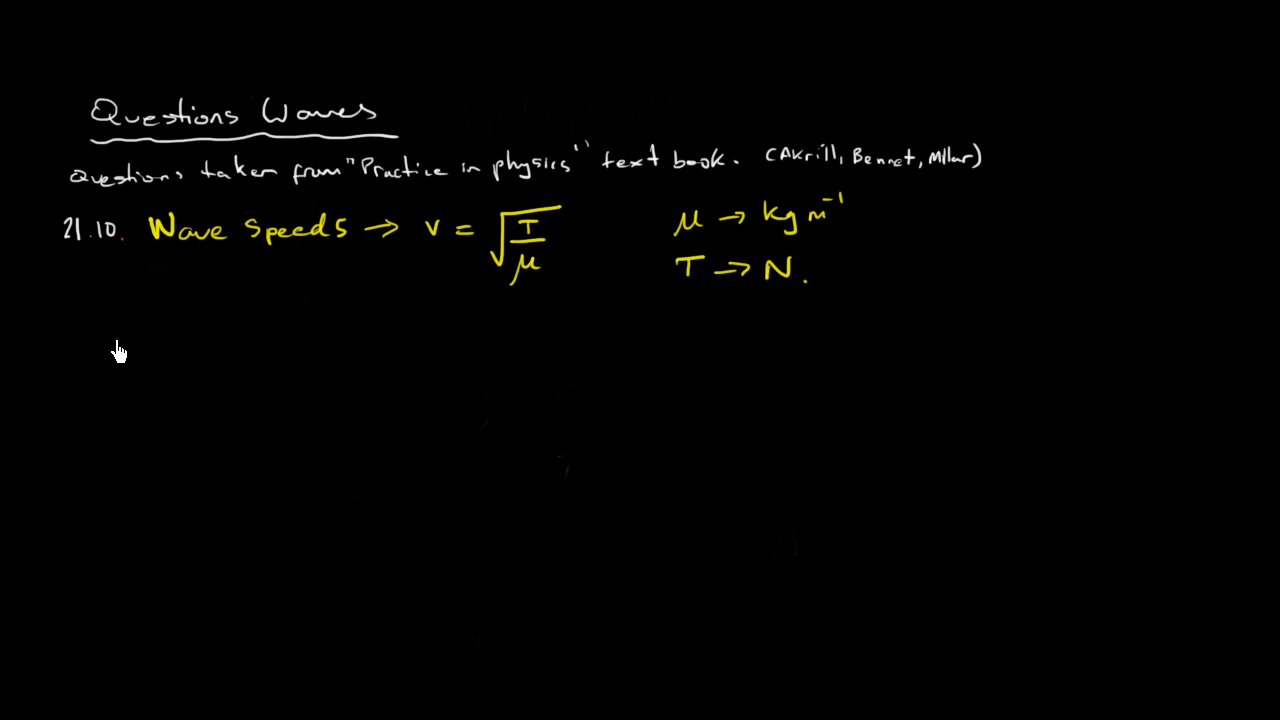 Questions Waves
Questions taken from "Practice in physics" text book. (Akrill, Bennet, Millar)
21.10. Wave Speeds → v = √(T/μ) μ → kg m⁻¹
T → N.